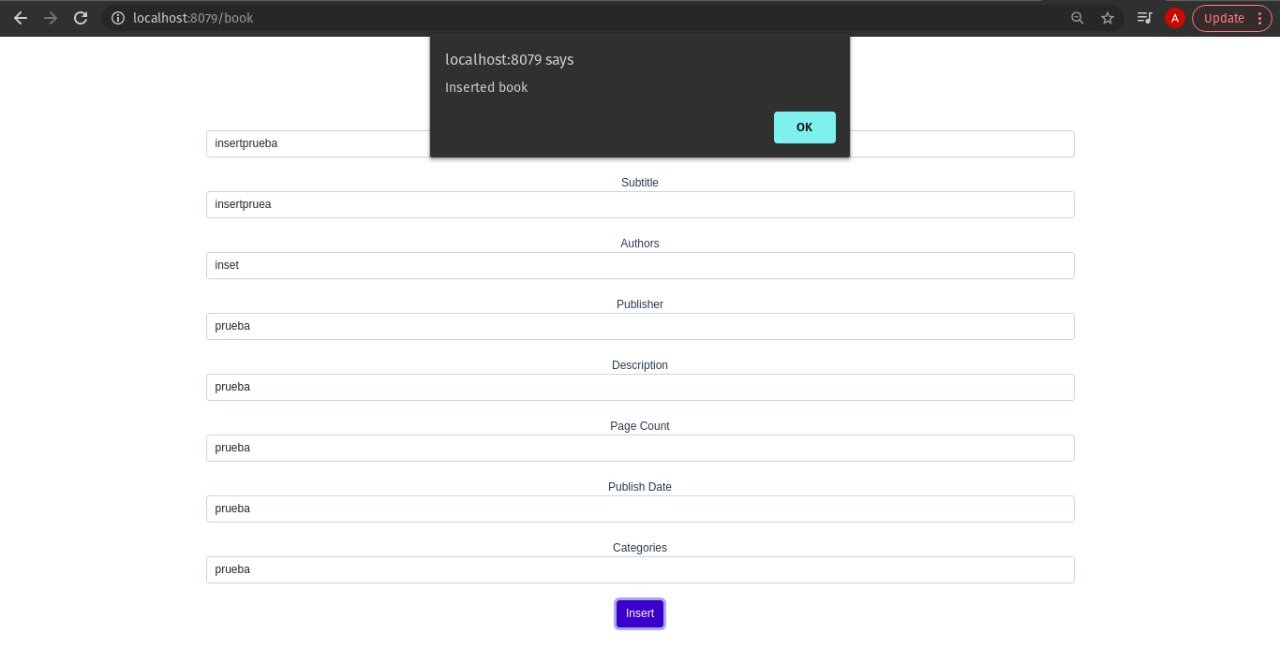 localhost:8079/book
A
Update
localhost:8079 says
Inserted book
OK
insertprueba
Subtitle
insertpruea
Authors
inset
Publisher
prueba
Description
prueba
Page Count
prueba
Publish Date
prueba
Categories
prueba
Insert